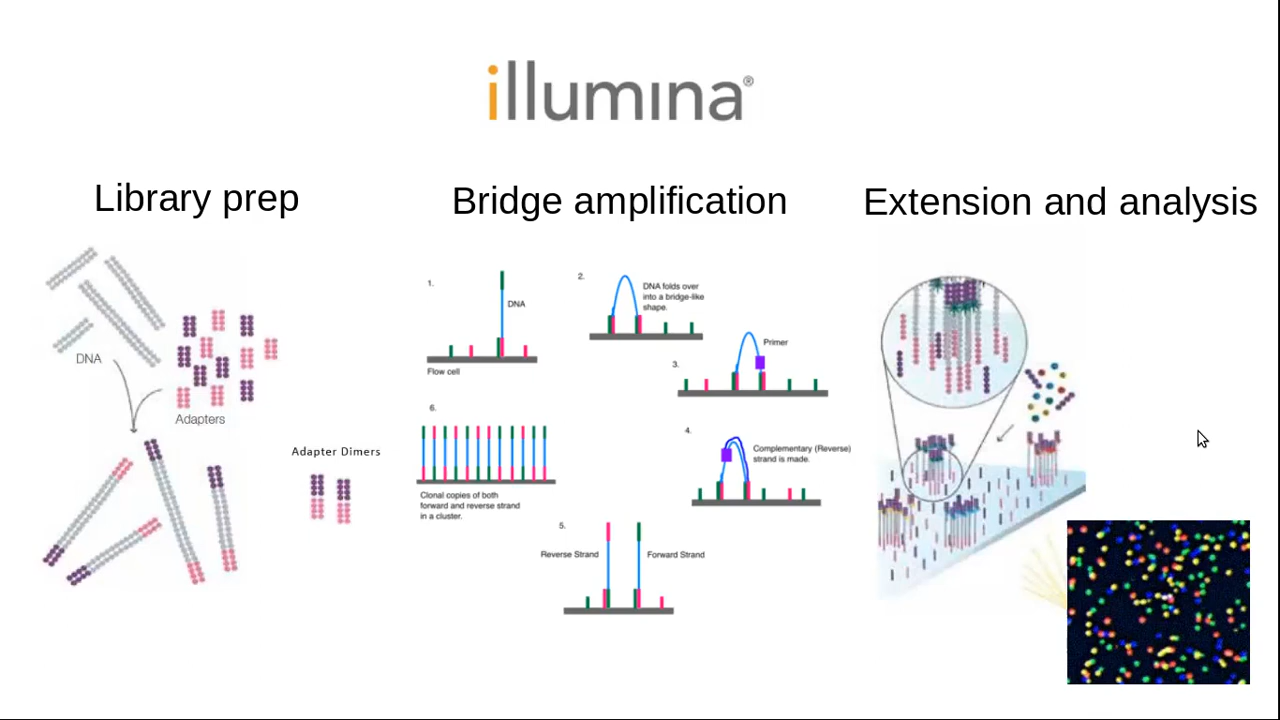 illumina®
Library prep
Bridge amplification
Extension and analysis
DNA
Adapters
Adapter Dimers
1.
DNA
Flow cell
2.
DNA folds over
into a bridge-like
shape.
3.
Primer
4.
Complementary (Reverse)
strand is made.
5.
Reverse Strand
Forward Strand
6.
Clonal copies of both
forward and reverse strand
in a cluster.